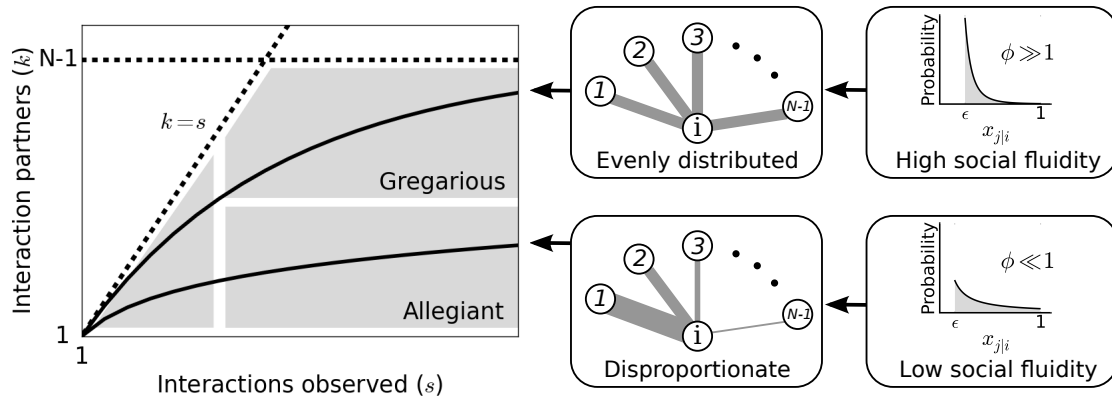 Interaction partners (k)
N-1
1
1
k=s
Gregarious
Allegiant
Interactions observed (s)
1
2
3
N-1
i
Evenly distributed
Probability
ϕ≫1
ϵ
1
x_{j|i}
High social fluidity
1
2
3
N-1
i
Disproportionate
Probability
ϕ≪1
ϵ
1
x_{j|i}
Low social fluidity